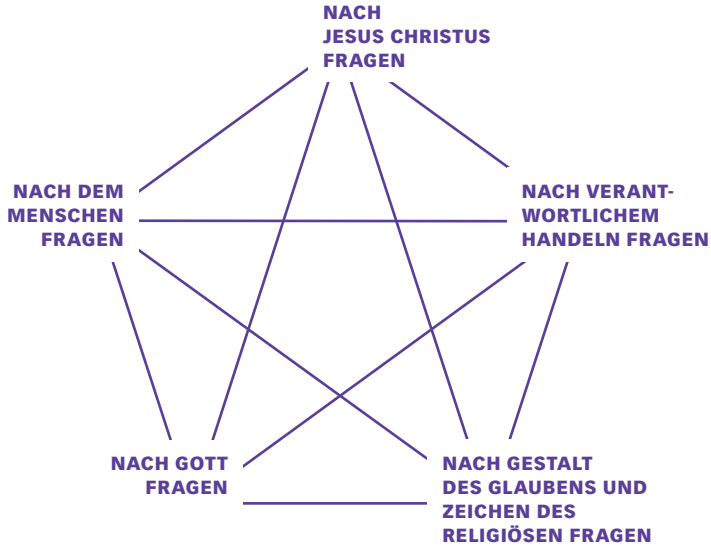 NACH
JESUS CHRISTUS
FRAGEN
NACH DEM
MENSCHEN
FRAGEN
NACH VERANT-
WORTLICHEM
HANDELN FRAGEN
NACH GOTT
FRAGEN
NACH GESTALT
DES GLAUBENS UND
ZEICHEN DES
RELIGIÖSEN FRAGEN